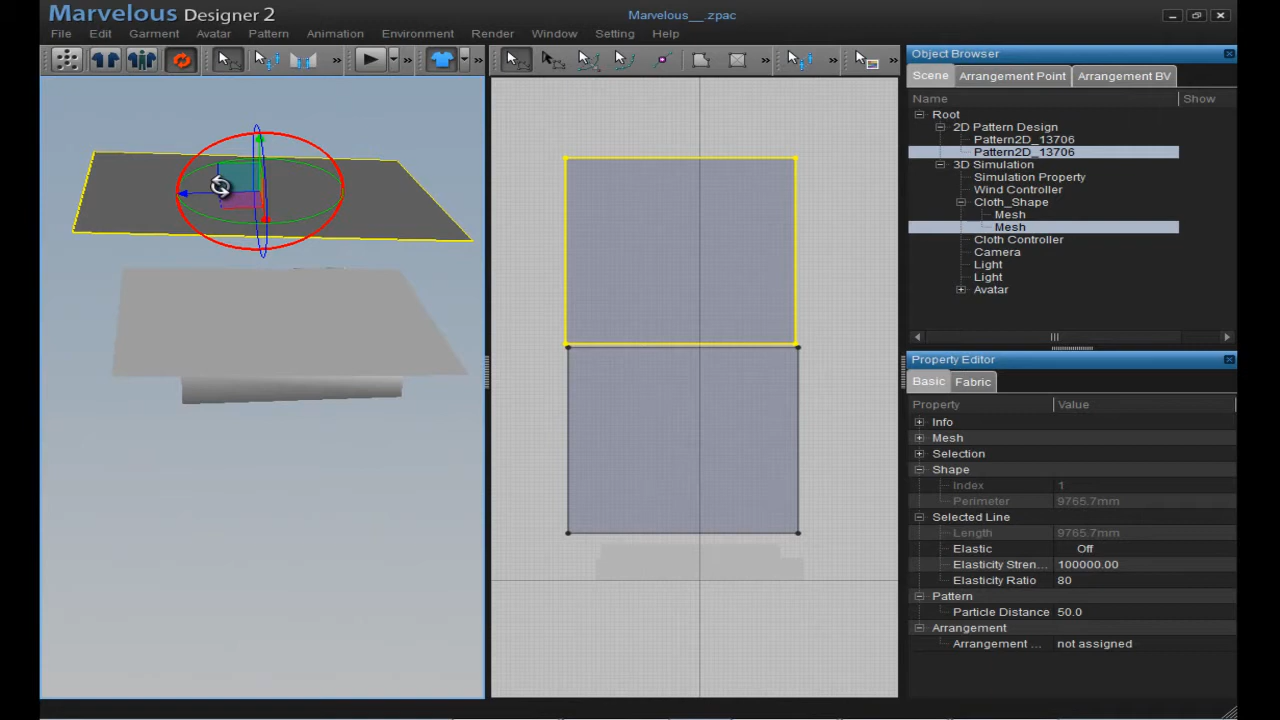 Marvelous Designer 2
Marvelous__.zpac
File Edit Garment Avatar Pattern Animation Environment Render Window Setting Help
Object Browser
Scene Arrangement Point Arrangement BV
Name Show
Root
2D Pattern Design
Pattern2D_13706
Pattern2D_13706
3D Simulation
Simulation Property
Wind Controller
Cloth_Shape
Mesh
Mesh
Cloth Controller
Camera
Light
Light
Avatar
Property Editor
Basic Fabric
Property Value
Info
Mesh
Selection
Shape
Index 1
Perimeter 9765.7mm
Selected Line
Length 9765.7mm
Elastic Off
Elasticity Stren... 100000.00
Elasticity Ratio 80
Pattern
Particle Distance 50.0
Arrangement
Arrangement ... not assigned